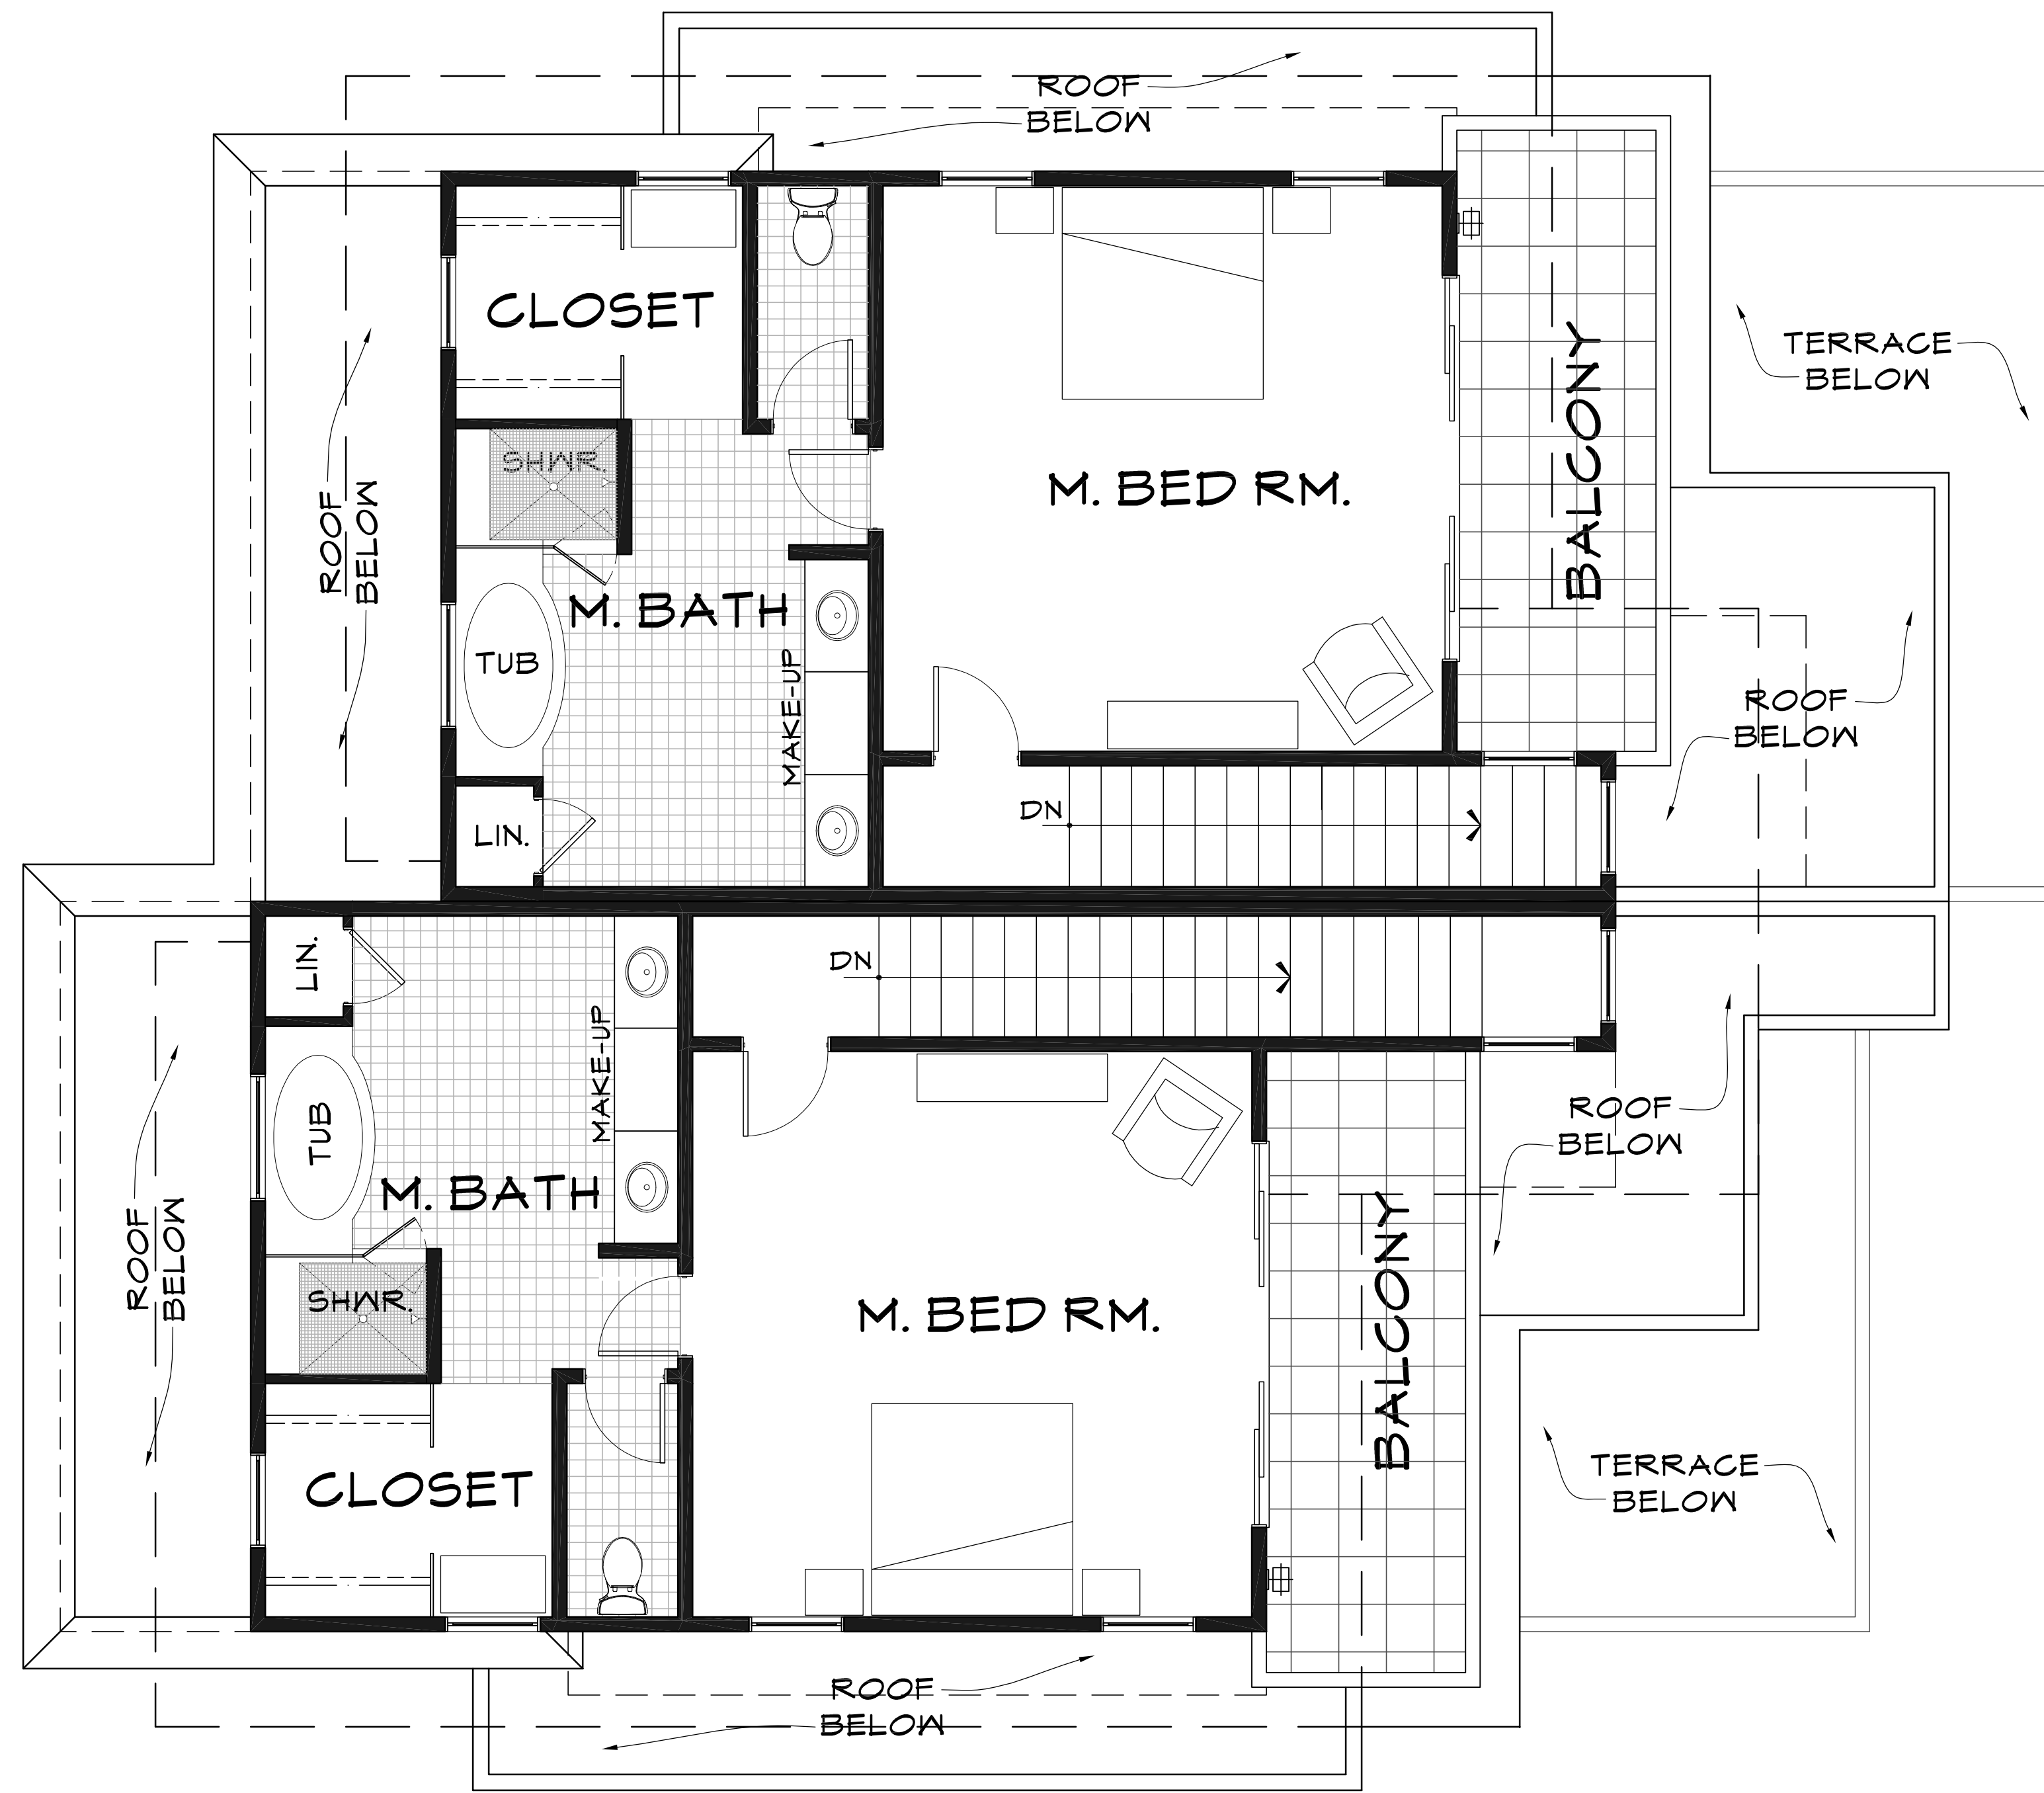 ROOF
BELOW
CLOSET
TERRACE
BELOW
BALCONY
SHWR.
M. BED RM.
ROOF
BELOW
M. BATH
TUB
MAKE-UP
ROOF
BELOW
DN
LIN.
LIN.
DN
MAKE-UP
TUB
ROOF
BELOW
M. BATH
ROOF
BELOW
BALCONY
SHWR.
M. BED RM.
CLOSET
TERRACE
BELOW
ROOF
BELOW